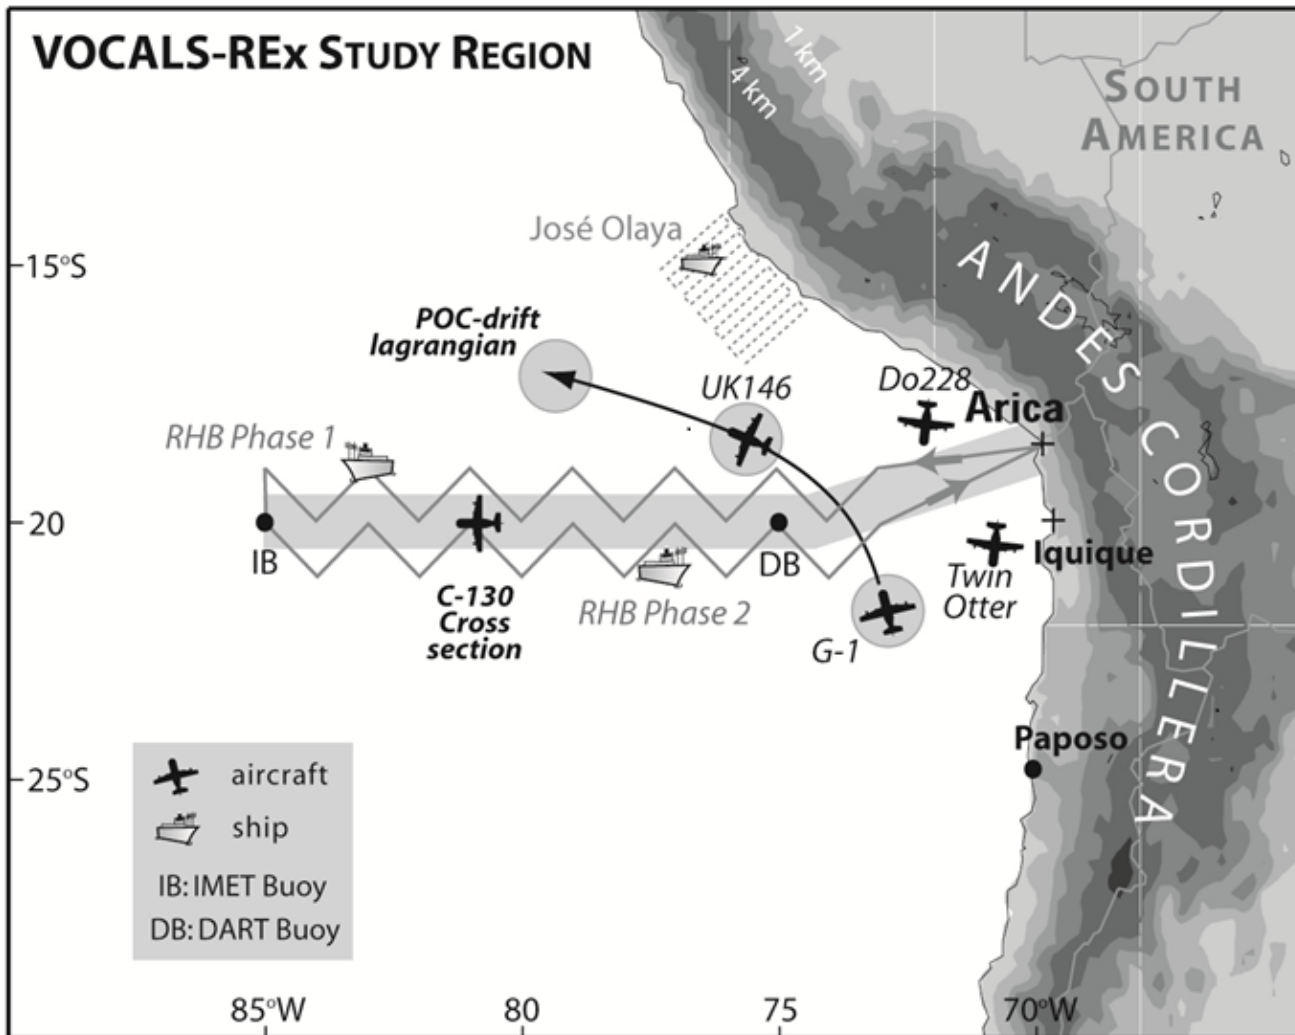 VOCALS-REx STUDY REGION
1 km
4 km
SOUTH
AMERICA
José Olaya
15°S
ANDES CORDILLERA
POC-drift
lagrangian
UK146
Do228
Arica
RHB Phase 1
20
IB
DB
Iquique
C-130
Cross
section
RHB Phase 2
Twin
Otter
G-1
Paposo
25°S
aircraft
ship
IB: IMET Buoy
DB: DART Buoy
85°W
80
75
70°W